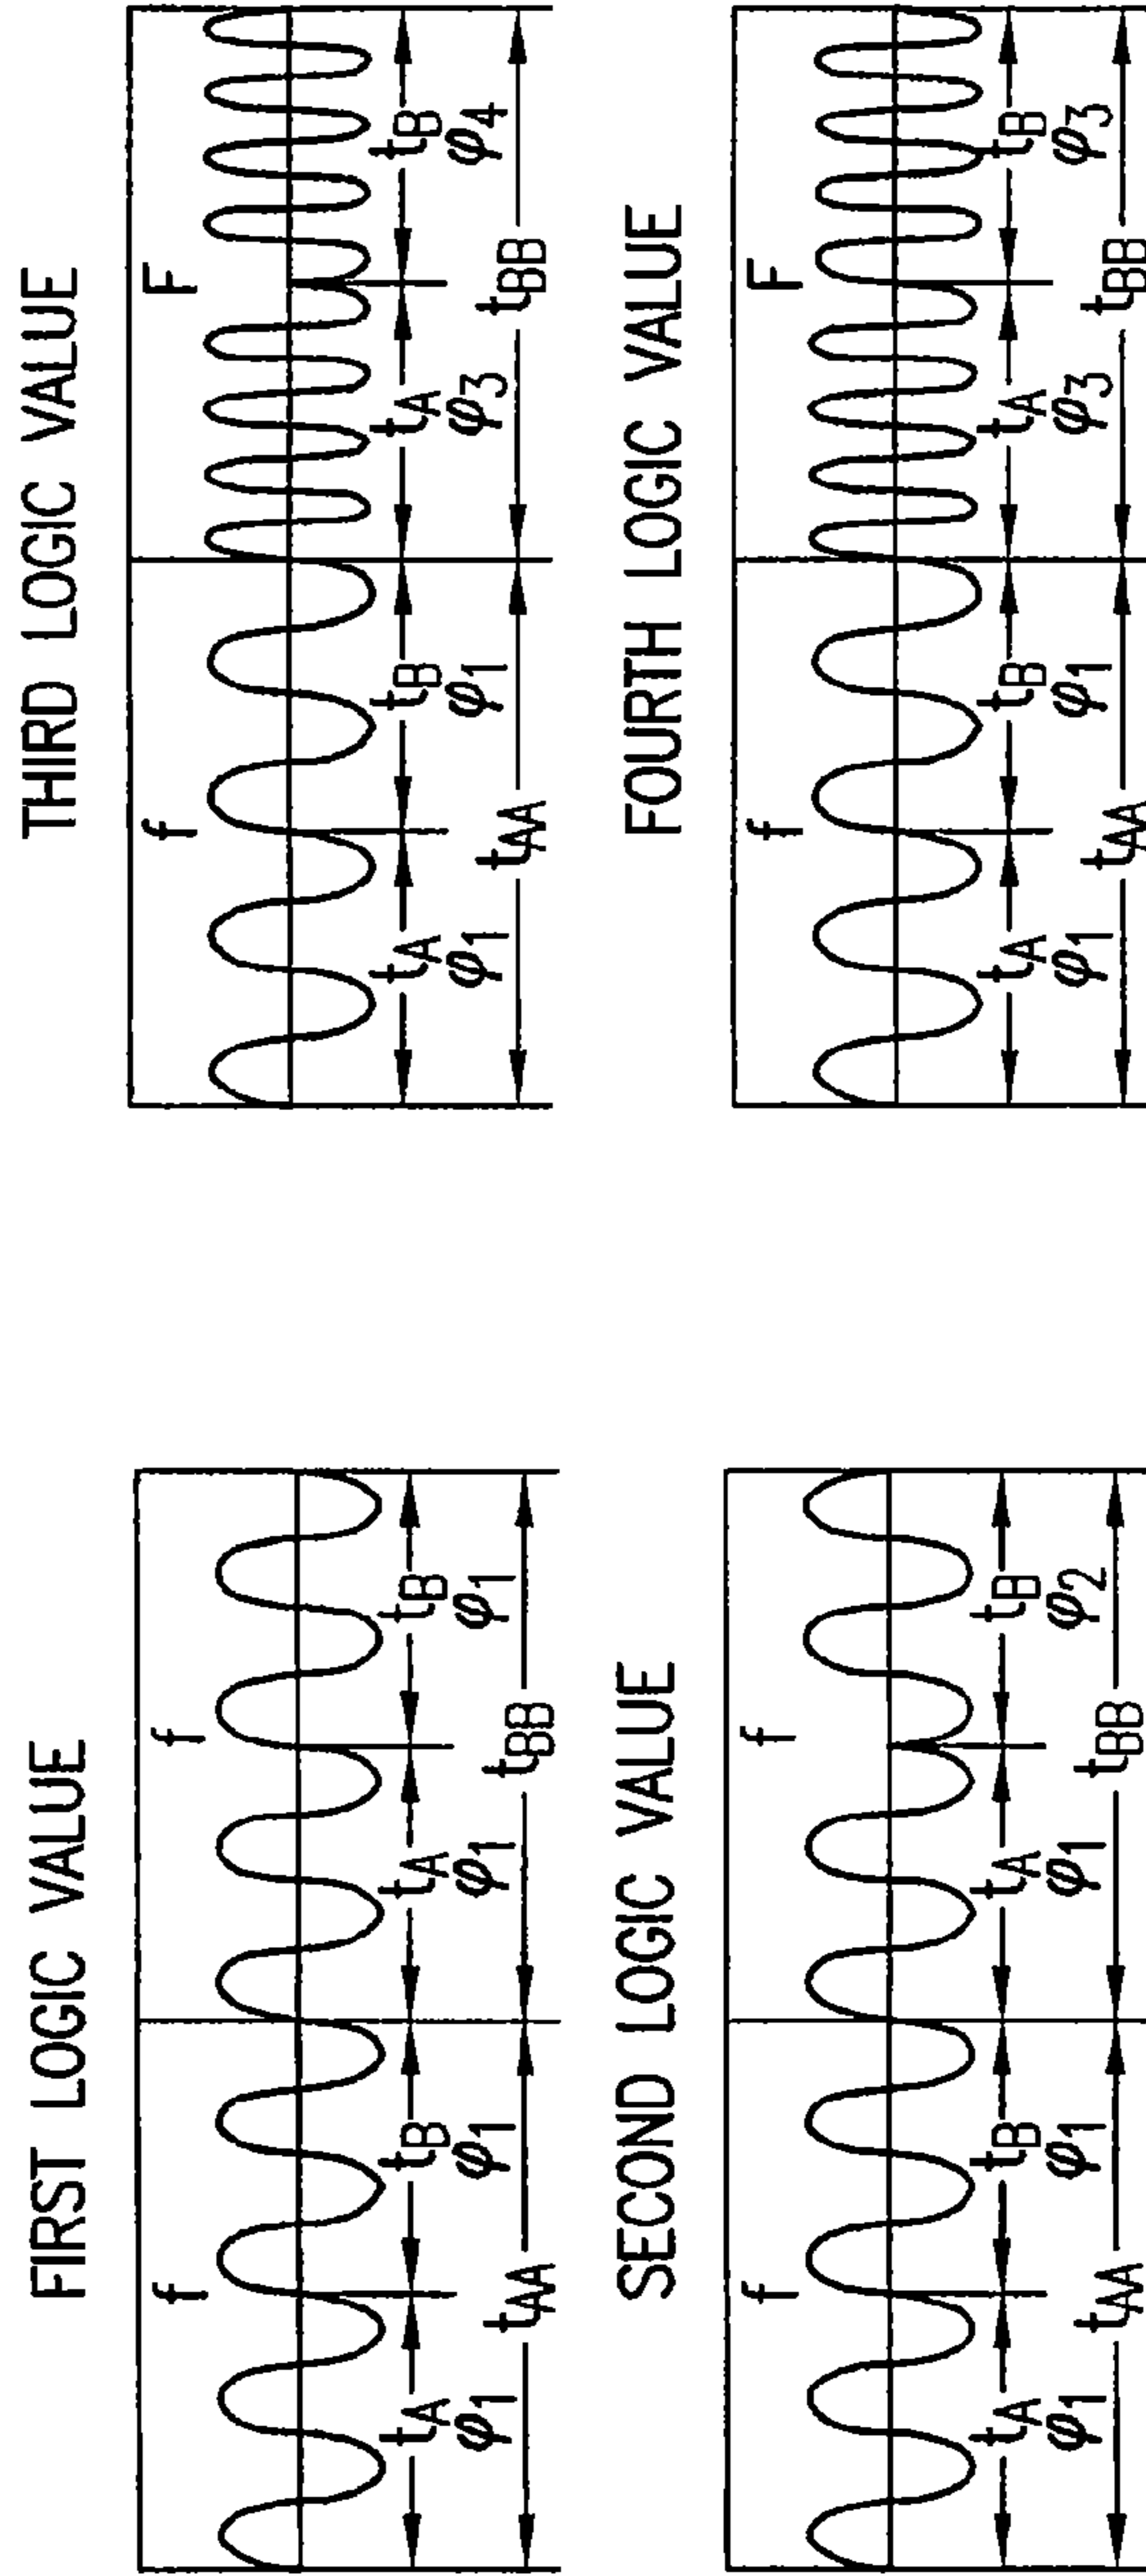 FIRST LOGIC VALUE
f f
tA tB tA tB
φ1 φ1 φ1 φ1
tAA tBB
SECOND LOGIC VALUE
f f
tA tB tA tB
φ1 φ1 φ1 φ2
tAA tBB
THIRD LOGIC VALUE
f F
tA tB tA tB
φ1 φ1 φ3 φ4
tAA tBB
FOURTH LOGIC VALUE
f F
tA tB tA tB
φ1 φ1 φ3 φ3
tAA tBB